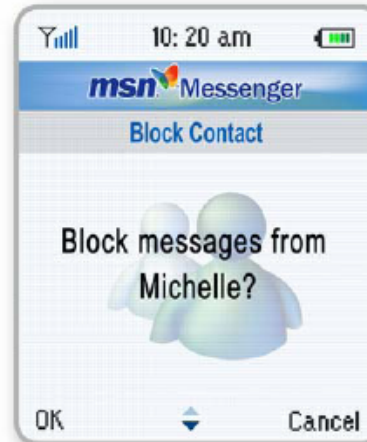 10: 20 am
msn Messenger
Block Contact
Block messages from
Michelle?
OK Cancel